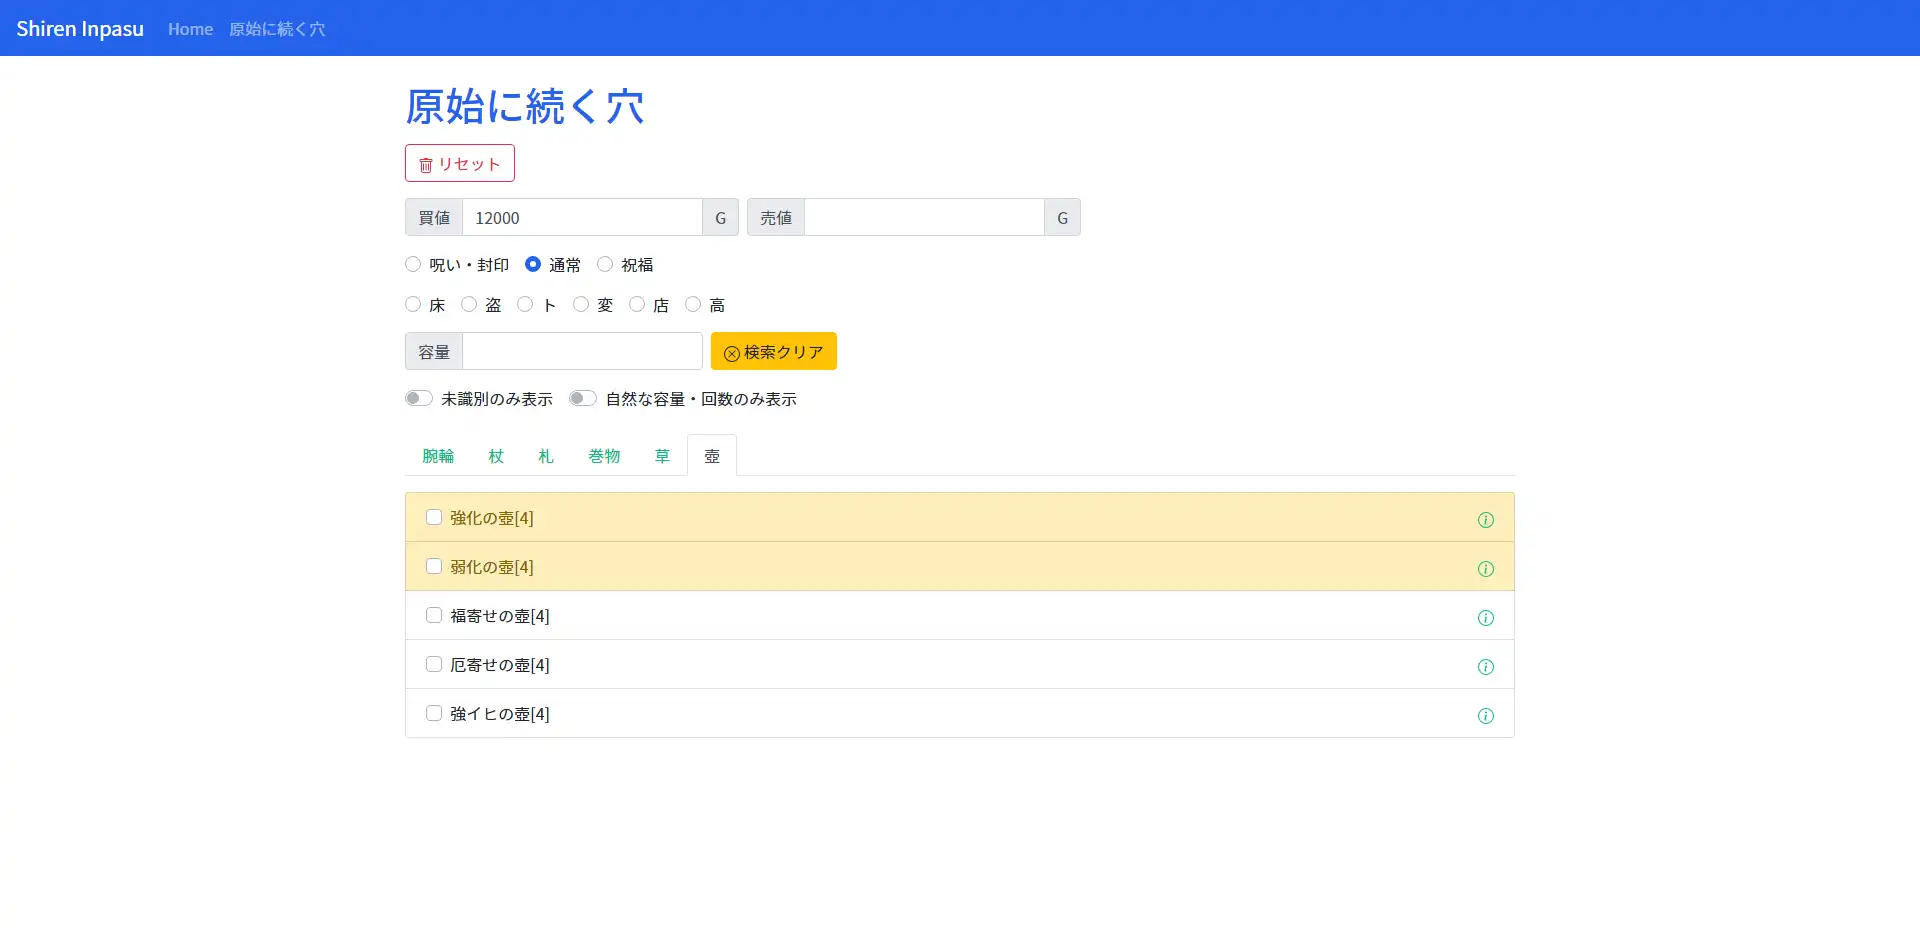 Shiren Inpasu Home 原始に続く穴
原始に続く穴
リセット
買値 12000 G 売値 G
呪い・封印 通常 祝福
床 盗 ト 変 店 高
容量 検索クリア
未識別のみ表示 自然な容量・回数のみ表示
腕輪 杖 札 巻物 草 壺
強化の壺[4]
弱化の壺[4]
福寄せの壺[4]
厄寄せの壺[4]
強イヒの壺[4]